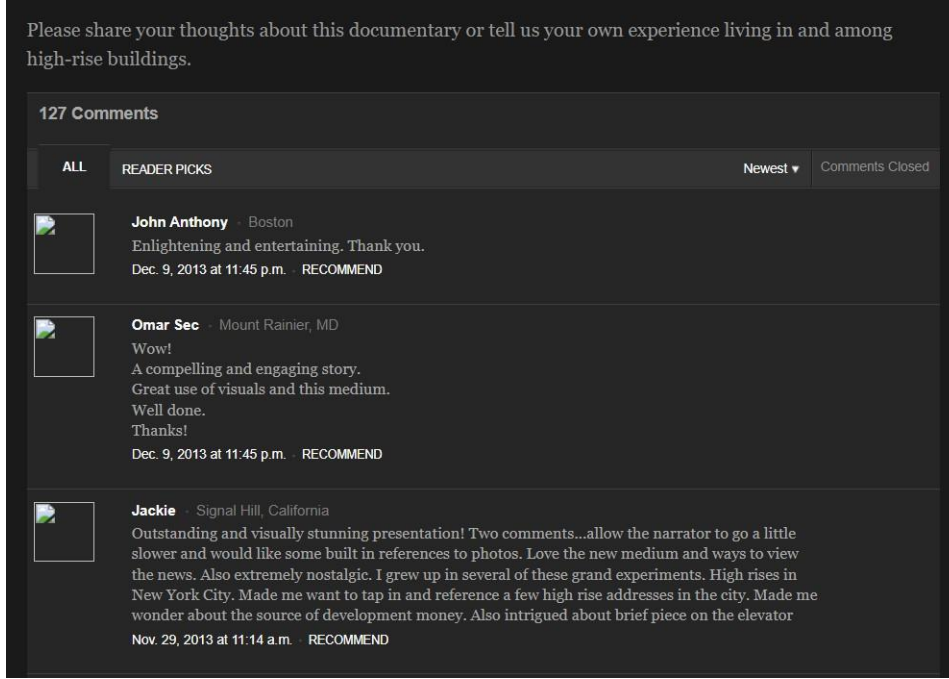 Please share your thoughts about this documentary or tell us your own experience living in and among
high-rise buildings.
127 Comments
ALL READER PICKS Newest ▾ Comments Closed
John Anthony · Boston
Enlightening and entertaining. Thank you.
Dec. 9, 2013 at 11:45 p.m. · RECOMMEND
Omar Sec · Mount Rainier, MD
Wow!
A compelling and engaging story.
Great use of visuals and this medium.
Well done.
Thanks!
Dec. 9, 2013 at 11:45 p.m. · RECOMMEND
Jackie · Signal Hill, California
Outstanding and visually stunning presentation! Two comments...allow the narrator to go a little
slower and would like some built in references to photos. Love the new medium and ways to view
the news. Also extremely nostalgic. I grew up in several of these grand experiments. High rises in
New York City. Made me want to tap in and reference a few high rise addresses in the city. Made me
wonder about the source of development money. Also intrigued about brief piece on the elevator
Nov. 29, 2013 at 11:14 a.m. · RECOMMEND